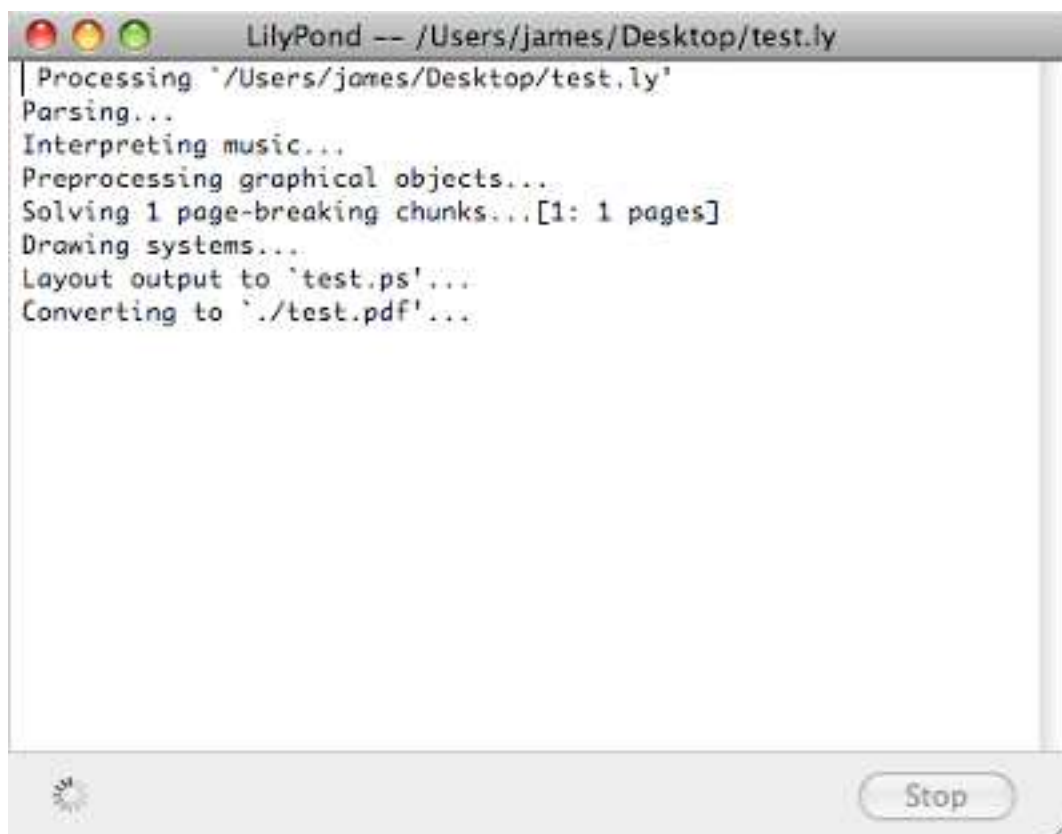 LilyPond -- /Users/james/Desktop/test.ly
Processing `/Users/james/Desktop/test.ly'
Parsing...
Interpreting music...
Preprocessing graphical objects...
Solving 1 page-breaking chunks...[1: 1 pages]
Drawing systems...
Layout output to `test.ps'...
Converting to `./test.pdf'...
Stop